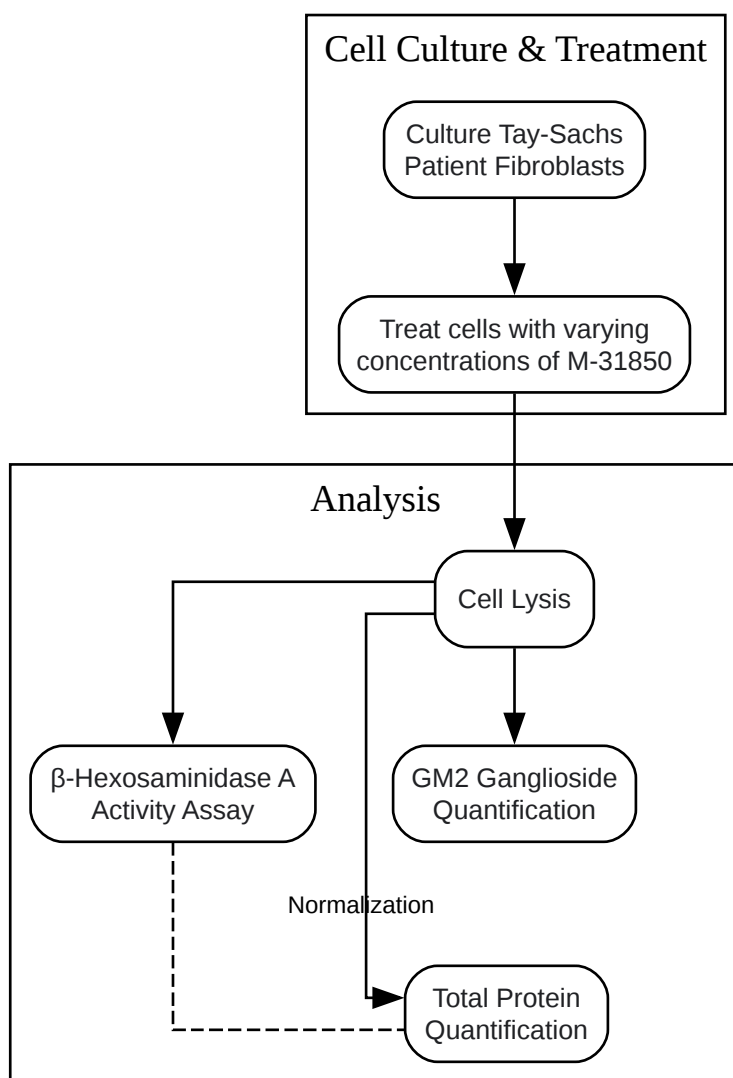 Cell Culture & Treatment
Culture Tay-Sachs
Patient Fibroblasts
Treat cells with varying
concentrations of M-31850
Analysis
Cell Lysis
β-Hexosaminidase A
Activity Assay
GM2 Ganglioside
Quantification
Normalization
Total Protein
Quantification